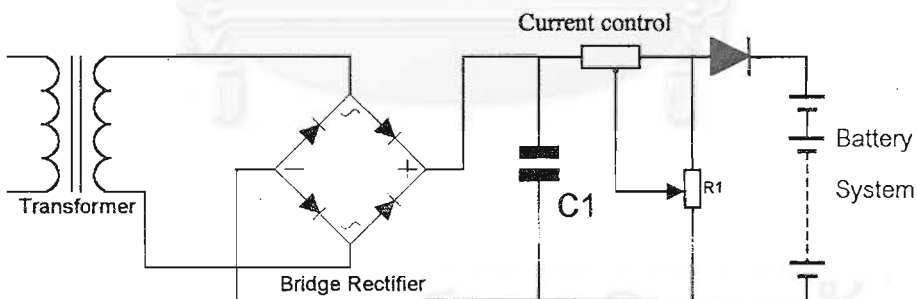 Current control
Transformer
Bridge Rectifier
C1
R1
Battery
System
+